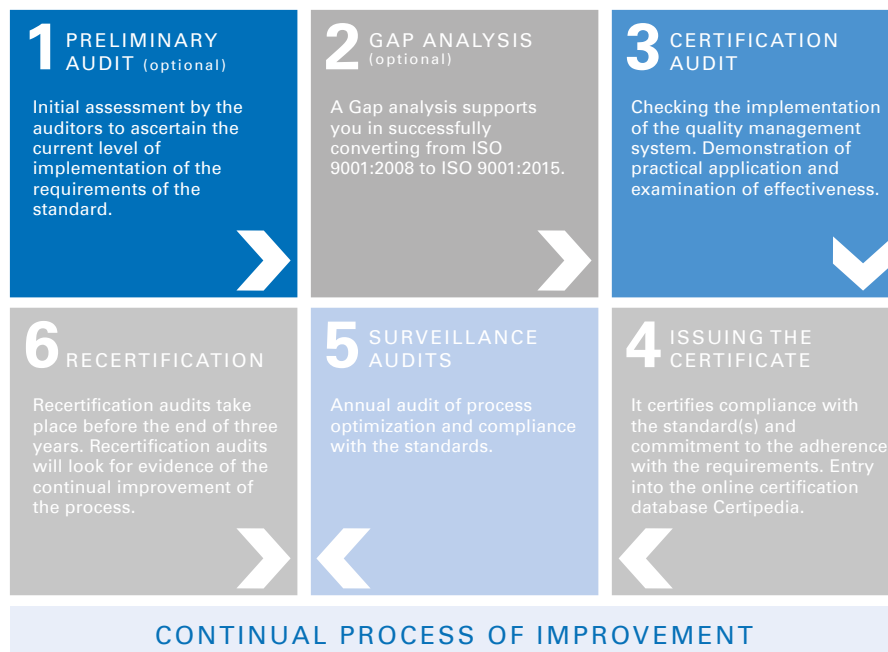 1 PRELIMINARY
AUDIT (optional)
Initial assessment by the
auditors to ascertain the
current level of
implementation of the
requirements of the
standard.
2 GAP ANALYSIS
(optional)
A Gap analysis supports
you in successfully
converting from ISO
9001:2008 to ISO 9001:2015.
3 CERTIFICATION
AUDIT
Checking the implementation
of the quality management
system. Demonstration of
practical application and
examination of effectiveness.
4 ISSUING THE
CERTIFICATE
It certifies compliance with
the standard(s) and
commitment to the adherence
with the requirements. Entry
into the online certification
database Certipedia.
5 SURVEILLANCE
AUDITS
Annual audit of process
optimization and compliance
with the standards.
6 RECERTIFICATION
Recertification audits take
place before the end of three
years. Recertification audits
will look for evidence of the
continual improvement of
the process.
CONTINUAL PROCESS OF IMPROVEMENT